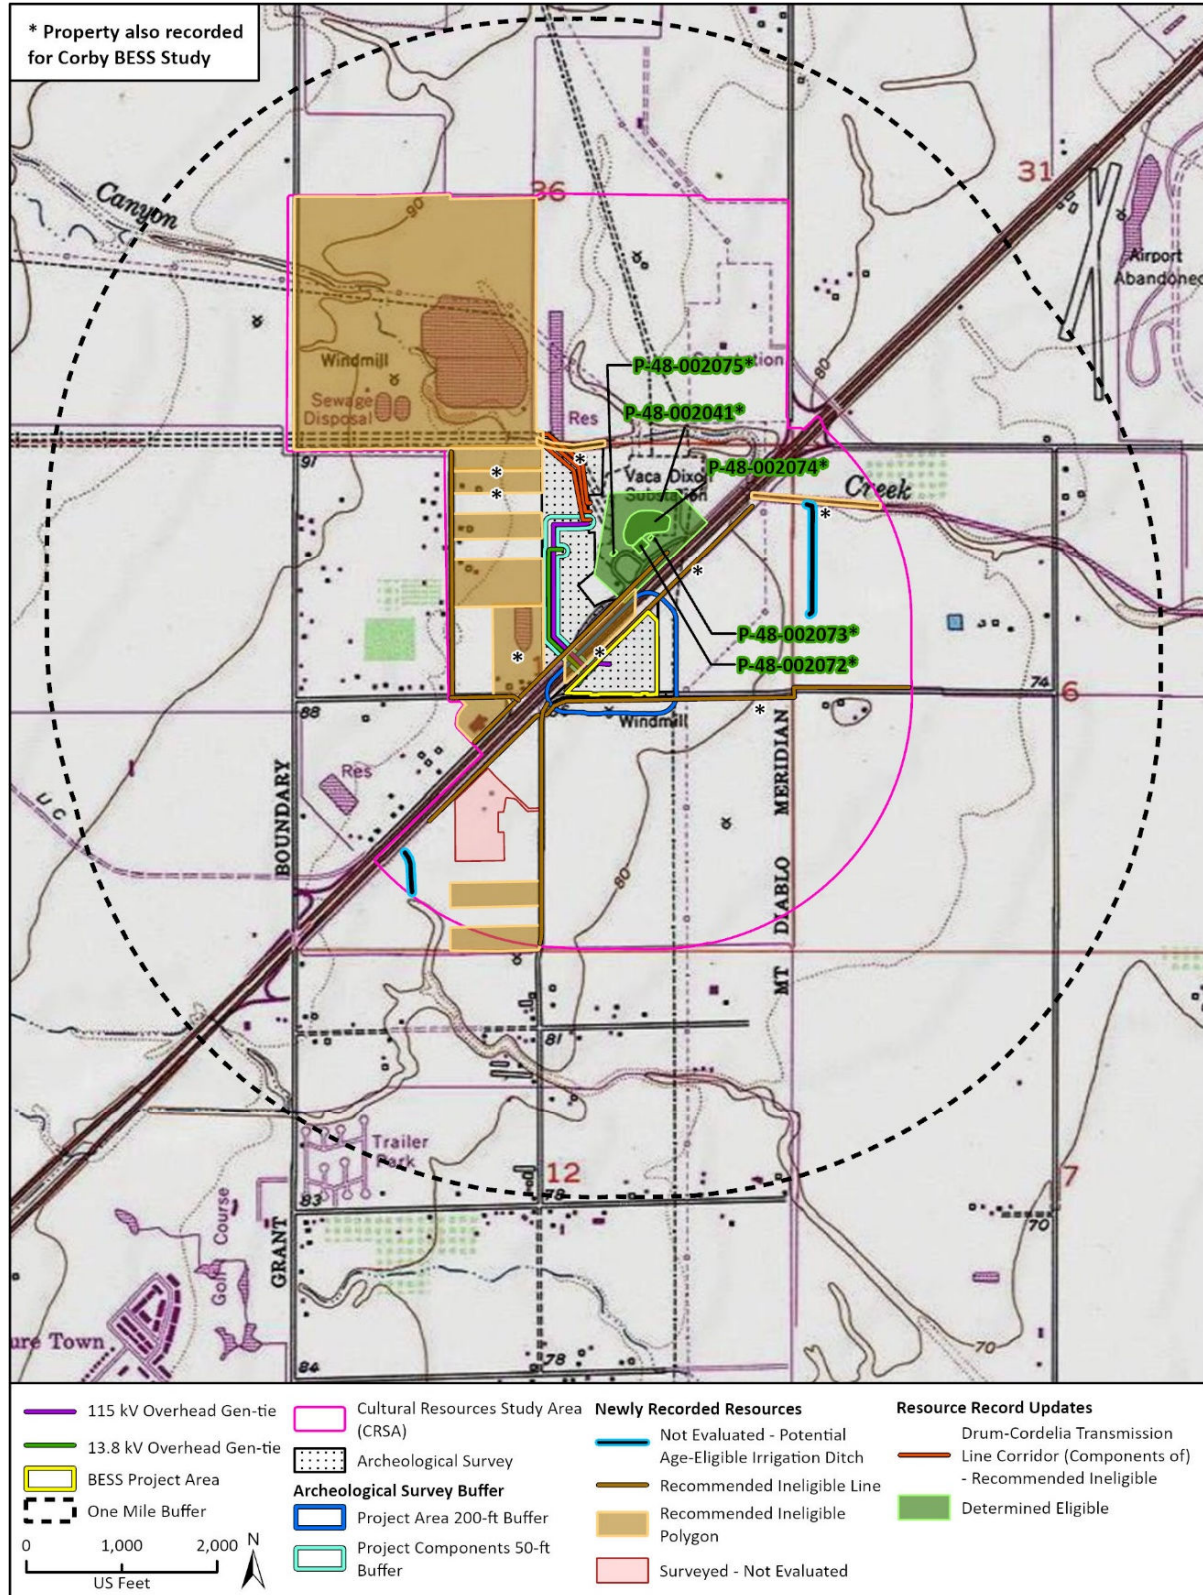 * Property also recorded
for Corby BESS Study
36
31
Canyon
90
Airport
Abandoned
Windmill
P-48-002075*
80
Sewage
Disposal
Res
P-48-002041*
91
*
*
*
P-48-002074*
Vaca Dixon
Substation
Creek
*
*
P-48-002073*
*
*
P-48-002072*
74
6
88
Windmill
*
Res
BOUNDARY
MERIDIAN
U C
80
DIABLO
MT
81
Trailer
Park
12
7
83
78
70
Golf Course
GRANT
ure Town
70
84
78
115 kV Overhead Gen-tie
13.8 kV Overhead Gen-tie
BESS Project Area
One Mile Buffer
0 1,000 2,000
US Feet
N
Cultural Resources Study Area
(CRSA)
Archeological Survey
Archeological Survey Buffer
Project Area 200-ft Buffer
Project Components 50-ft
Buffer
Newly Recorded Resources
Not Evaluated - Potential
Age-Eligible Irrigation Ditch
Recommended Ineligible Line
Recommended Ineligible
Polygon
Surveyed - Not Evaluated
Resource Record Updates
Drum-Cordelia Transmission
Line Corridor (Components of)
- Recommended Ineligible
Determined Eligible